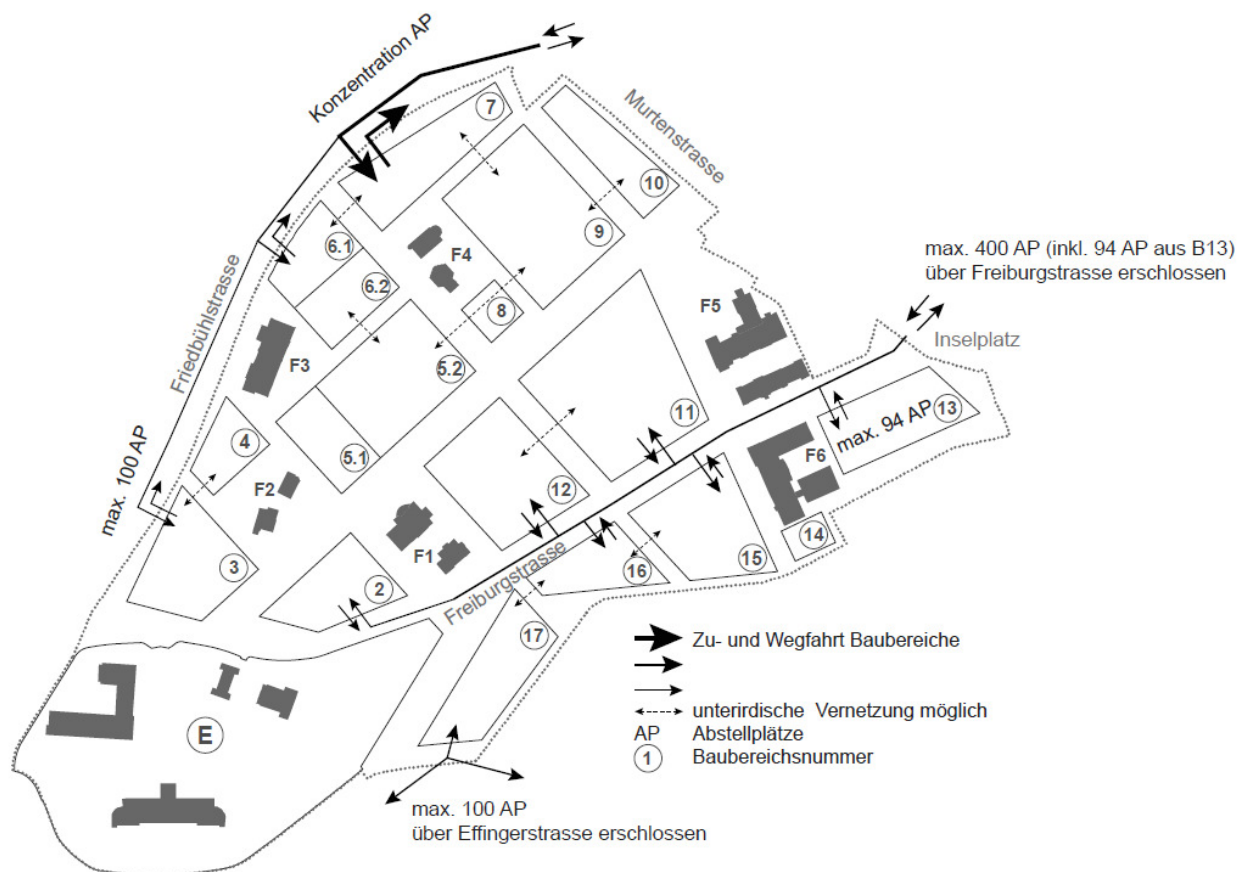 Konzentration AP
7
Murtenstrasse
10
6.1
9
F4
max. 400 AP (inkl. 94 AP aus B13)
über Freiburgstrasse erschlossen
6.2
8
F5
Friedbühlstrasse
Inselplatz
F3
5.2
11
13
max. 94 AP
4
5.1
F6
max. 100 AP
F2
12
14
F1
15
3
Freiburgstrasse
16
2
17
Zu- und Wegfahrt Baubereiche
unterirdische Vernetzung möglich
AP Abstellplätze
1 Baubereichsnummer
E
max. 100 AP
über Effingerstrasse erschlossen